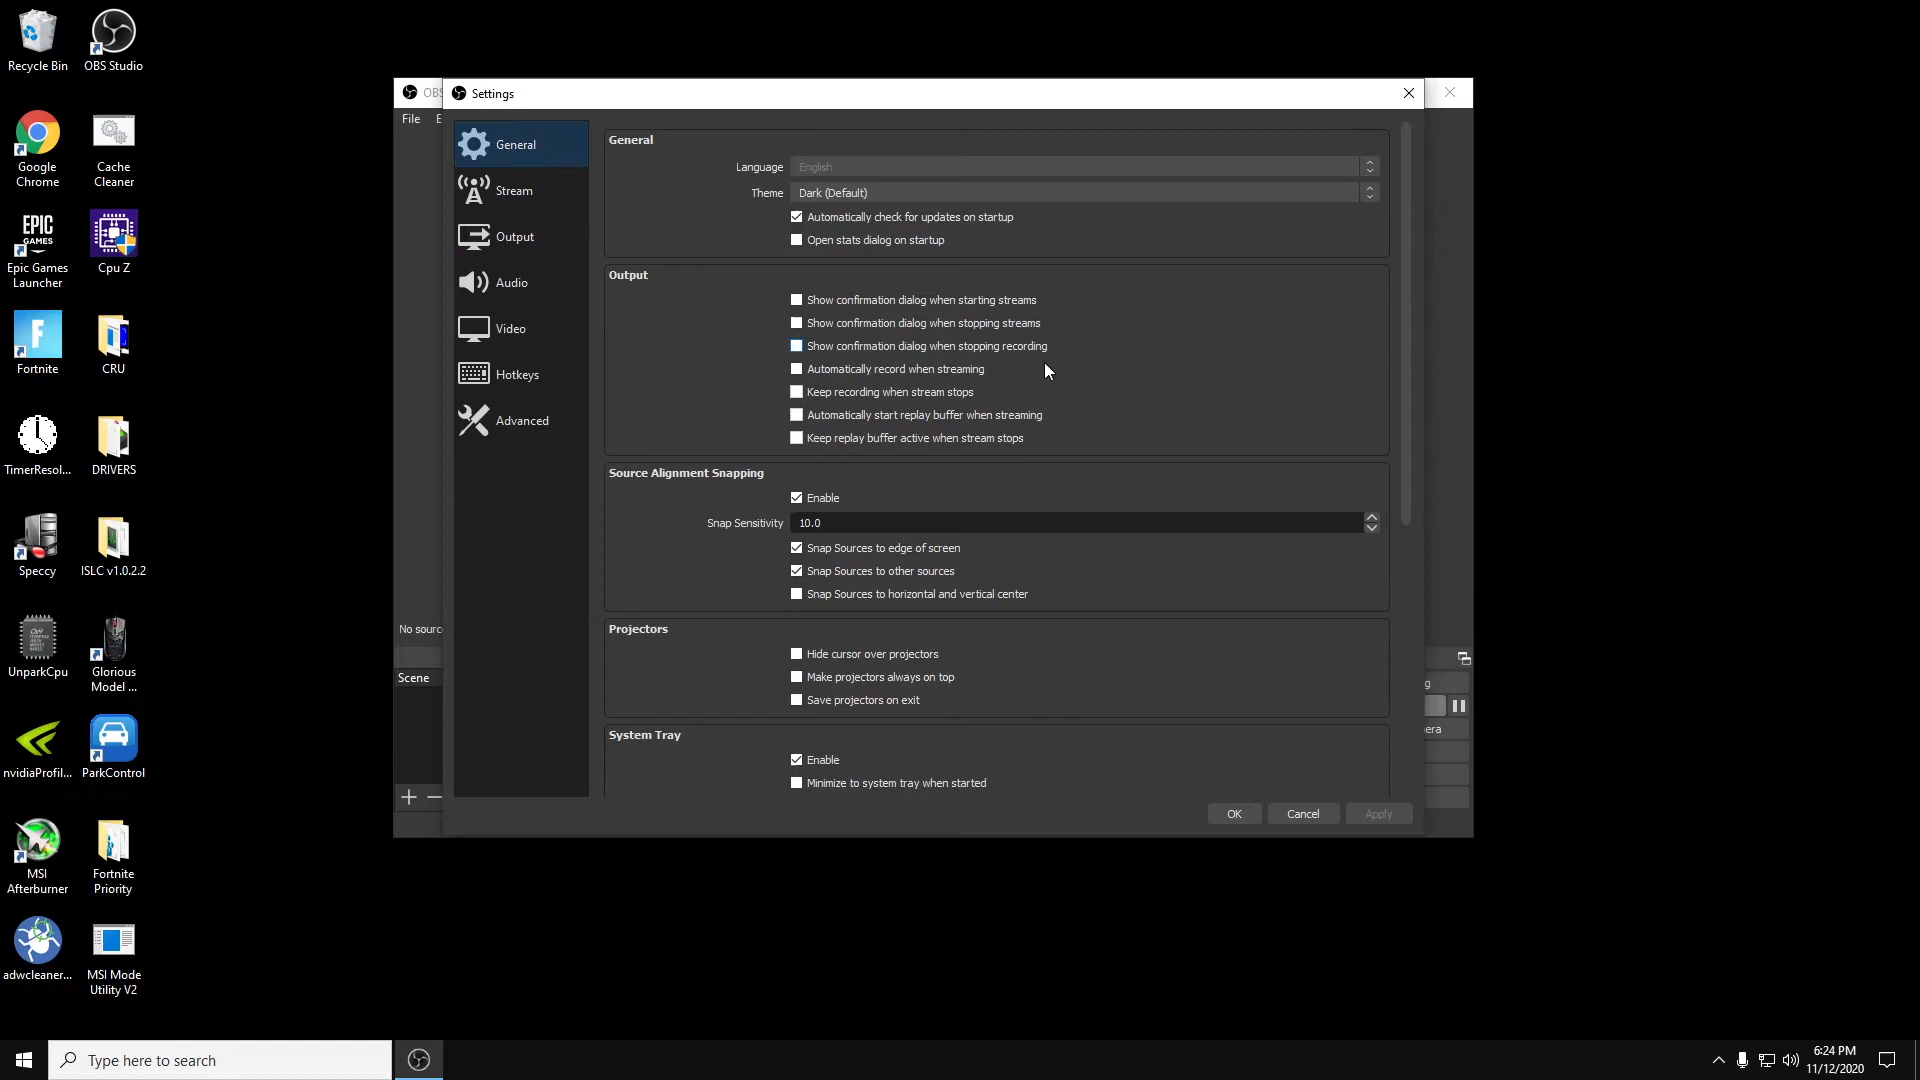 Recycle Bin
OBS Studio
Google
Chrome
Cache
Cleaner
EPIC
GAMES
Epic Games
Launcher
Cpu Z
Fortnite
CRU
TimerResol...
DRIVERS
Speccy
ISLC v1.0.2.2
UnparkCpu
Glorious
Model ...
nvidiaProfil...
ParkControl
MSI
Afterburner
Fortnite
Priority
adwcleaner...
MSI Mode
Utility V2
OBS
File
E
No sourc
Scene
g
era
Settings
General
Stream
Output
Audio
Video
Hotkeys
Advanced
General
Language
English
Theme
Dark (Default)
Automatically check for updates on startup
Open stats dialog on startup
Output
Show confirmation dialog when starting streams
Show confirmation dialog when stopping streams
Show confirmation dialog when stopping recording
Automatically record when streaming
Keep recording when stream stops
Automatically start replay buffer when streaming
Keep replay buffer active when stream stops
Source Alignment Snapping
Enable
Snap Sensitivity
10.0
Snap Sources to edge of screen
Snap Sources to other sources
Snap Sources to horizontal and vertical center
Projectors
Hide cursor over projectors
Make projectors always on top
Save projectors on exit
System Tray
Enable
Minimize to system tray when started
OK
Cancel
Apply
Type here to search
6:24 PM
11/12/2020